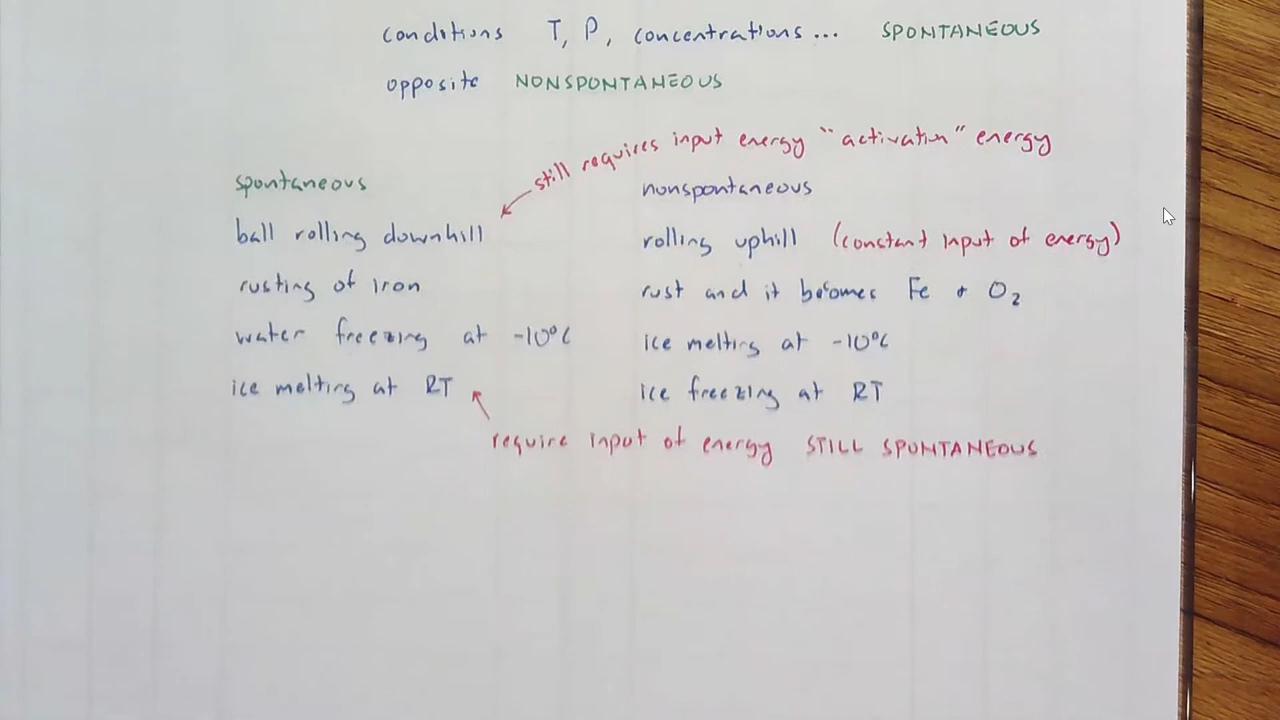 conditions T, P, concentrations... SPONTANEOUS
opposite NONSPONTANEOUS
still requires input energy "activation" energy
spontaneous
nonspontaneous
ball rolling downhill
rolling uphill (constant input of energy)
rusting of iron
rust and it becomes Fe + O2
water freezing at -10°C
ice melting at -10°C
ice melting at RT
ice freezing at RT
require input of energy STILL SPONTANEOUS